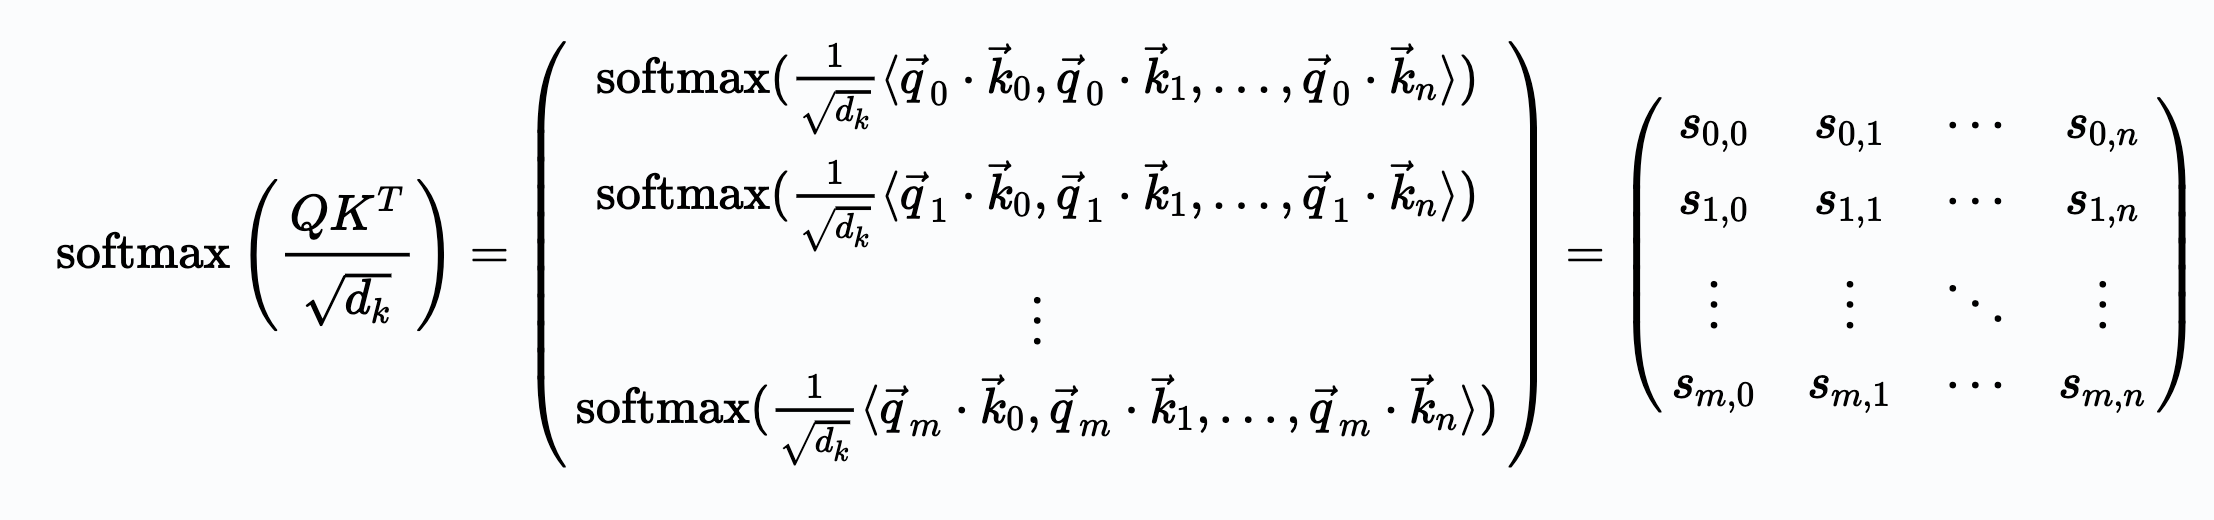 softmax(QK^T / √d_k) = ( softmax(1/√d_k ⟨q⃗_0 · k⃗_0, q⃗_0 · k⃗_1, . . . , q⃗_0 · k⃗_n⟩)
softmax(1/√d_k ⟨q⃗_1 · k⃗_0, q⃗_1 · k⃗_1, . . . , q⃗_1 · k⃗_n⟩)
⋮
softmax(1/√d_k ⟨q⃗_m · k⃗_0, q⃗_m · k⃗_1, . . . , q⃗_m · k⃗_n⟩) )
= ( s_{0,0} s_{0,1} ⋯ s_{0,n}
s_{1,0} s_{1,1} ⋯ s_{1,n}
⋮ ⋮ ⋱ ⋮
s_{m,0} s_{m,1} ⋯ s_{m,n} )